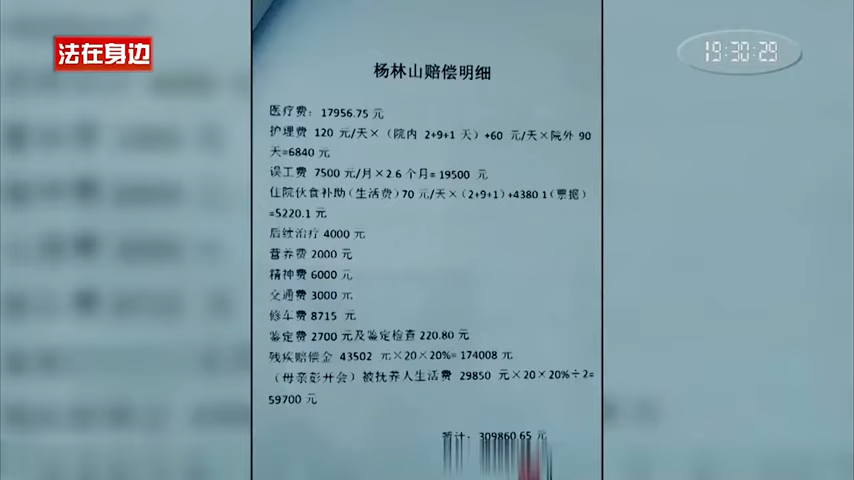 法在身边
19:30:29
杨林山赔偿明细
医疗费：17956.75 元
护埋费 120 元/天×（院内 2+9+1 天）+60 元/天×院外 90
天=6840 元
误工费 7500 元/月×2.6 个月= 19500 元
住院伙食补助（生活费）70 元/天×（2+9+1）+4380.1（票据）
=5220.1 元
后续治疗 4000 元
营养费 2000 元
精神费 6000 元
交通费 3000 元
修车费 8715 元
鉴定费 2700 元及鉴定检查 220.80 元
残疾赔偿金 43502 元×20×20%= 174008 元
（母亲彭开会）被抚养人生活费 29850 元×20×20%÷2=
59700 元
暂计：309860.65 元